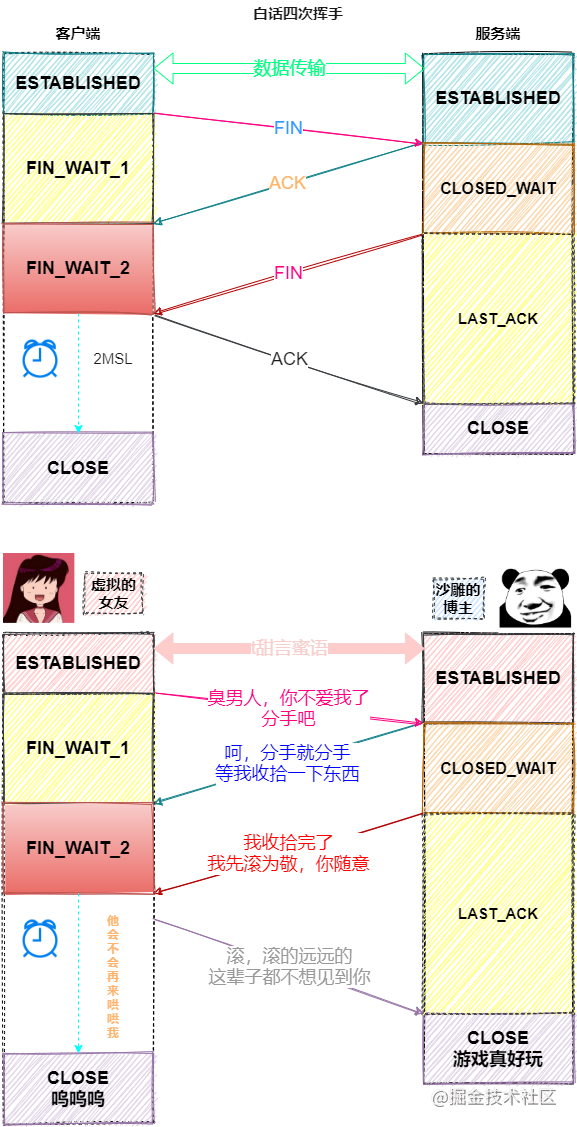 白话四次挥手
客户端
服务端
数据传输
ESTABLISHED
ESTABLISHED
FIN
FIN_WAIT_1
ACK
CLOSED_WAIT
FIN_WAIT_2
FIN
LAST_ACK
2MSL
ACK
CLOSE
CLOSE
虚拟的
女友
沙雕的
博主
t甜言蜜语
ESTABLISHED
ESTABLISHED
臭男人，你不爱我了
分手吧
FIN_WAIT_1
呵，分手就分手
等我收拾一下东西
CLOSED_WAIT
FIN_WAIT_2
我收拾完了
我先滚为敬，你随意
LAST_ACK
他会不会再来哄哄我
滚，滚的远远的
这辈子都不想见到你
CLOSE
游戏真好玩
CLOSE
呜呜呜
@掘金技术社区